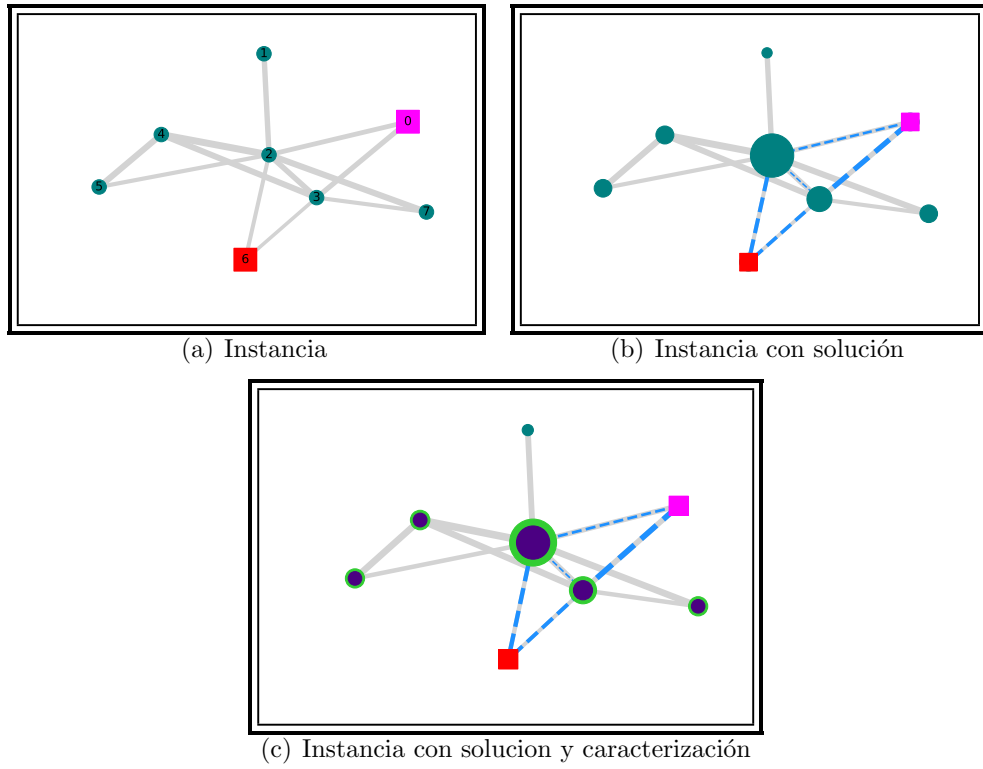 1
0
4
2
5
3
7
6
(a) Instancia
(b) Instancia con solución
(c) Instancia con solucion y caracterización